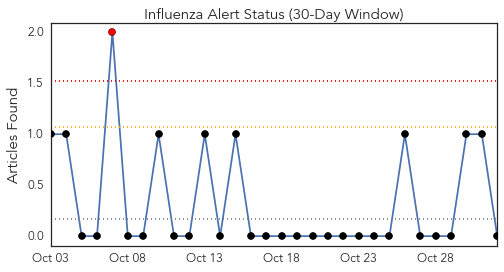 Influenza Alert Status (30-Day Window)
Articles Found
2.0
1.5
1.0
0.5
0.0
Oct 03 Oct 08 Oct 13 Oct 18 Oct 23 Oct 28